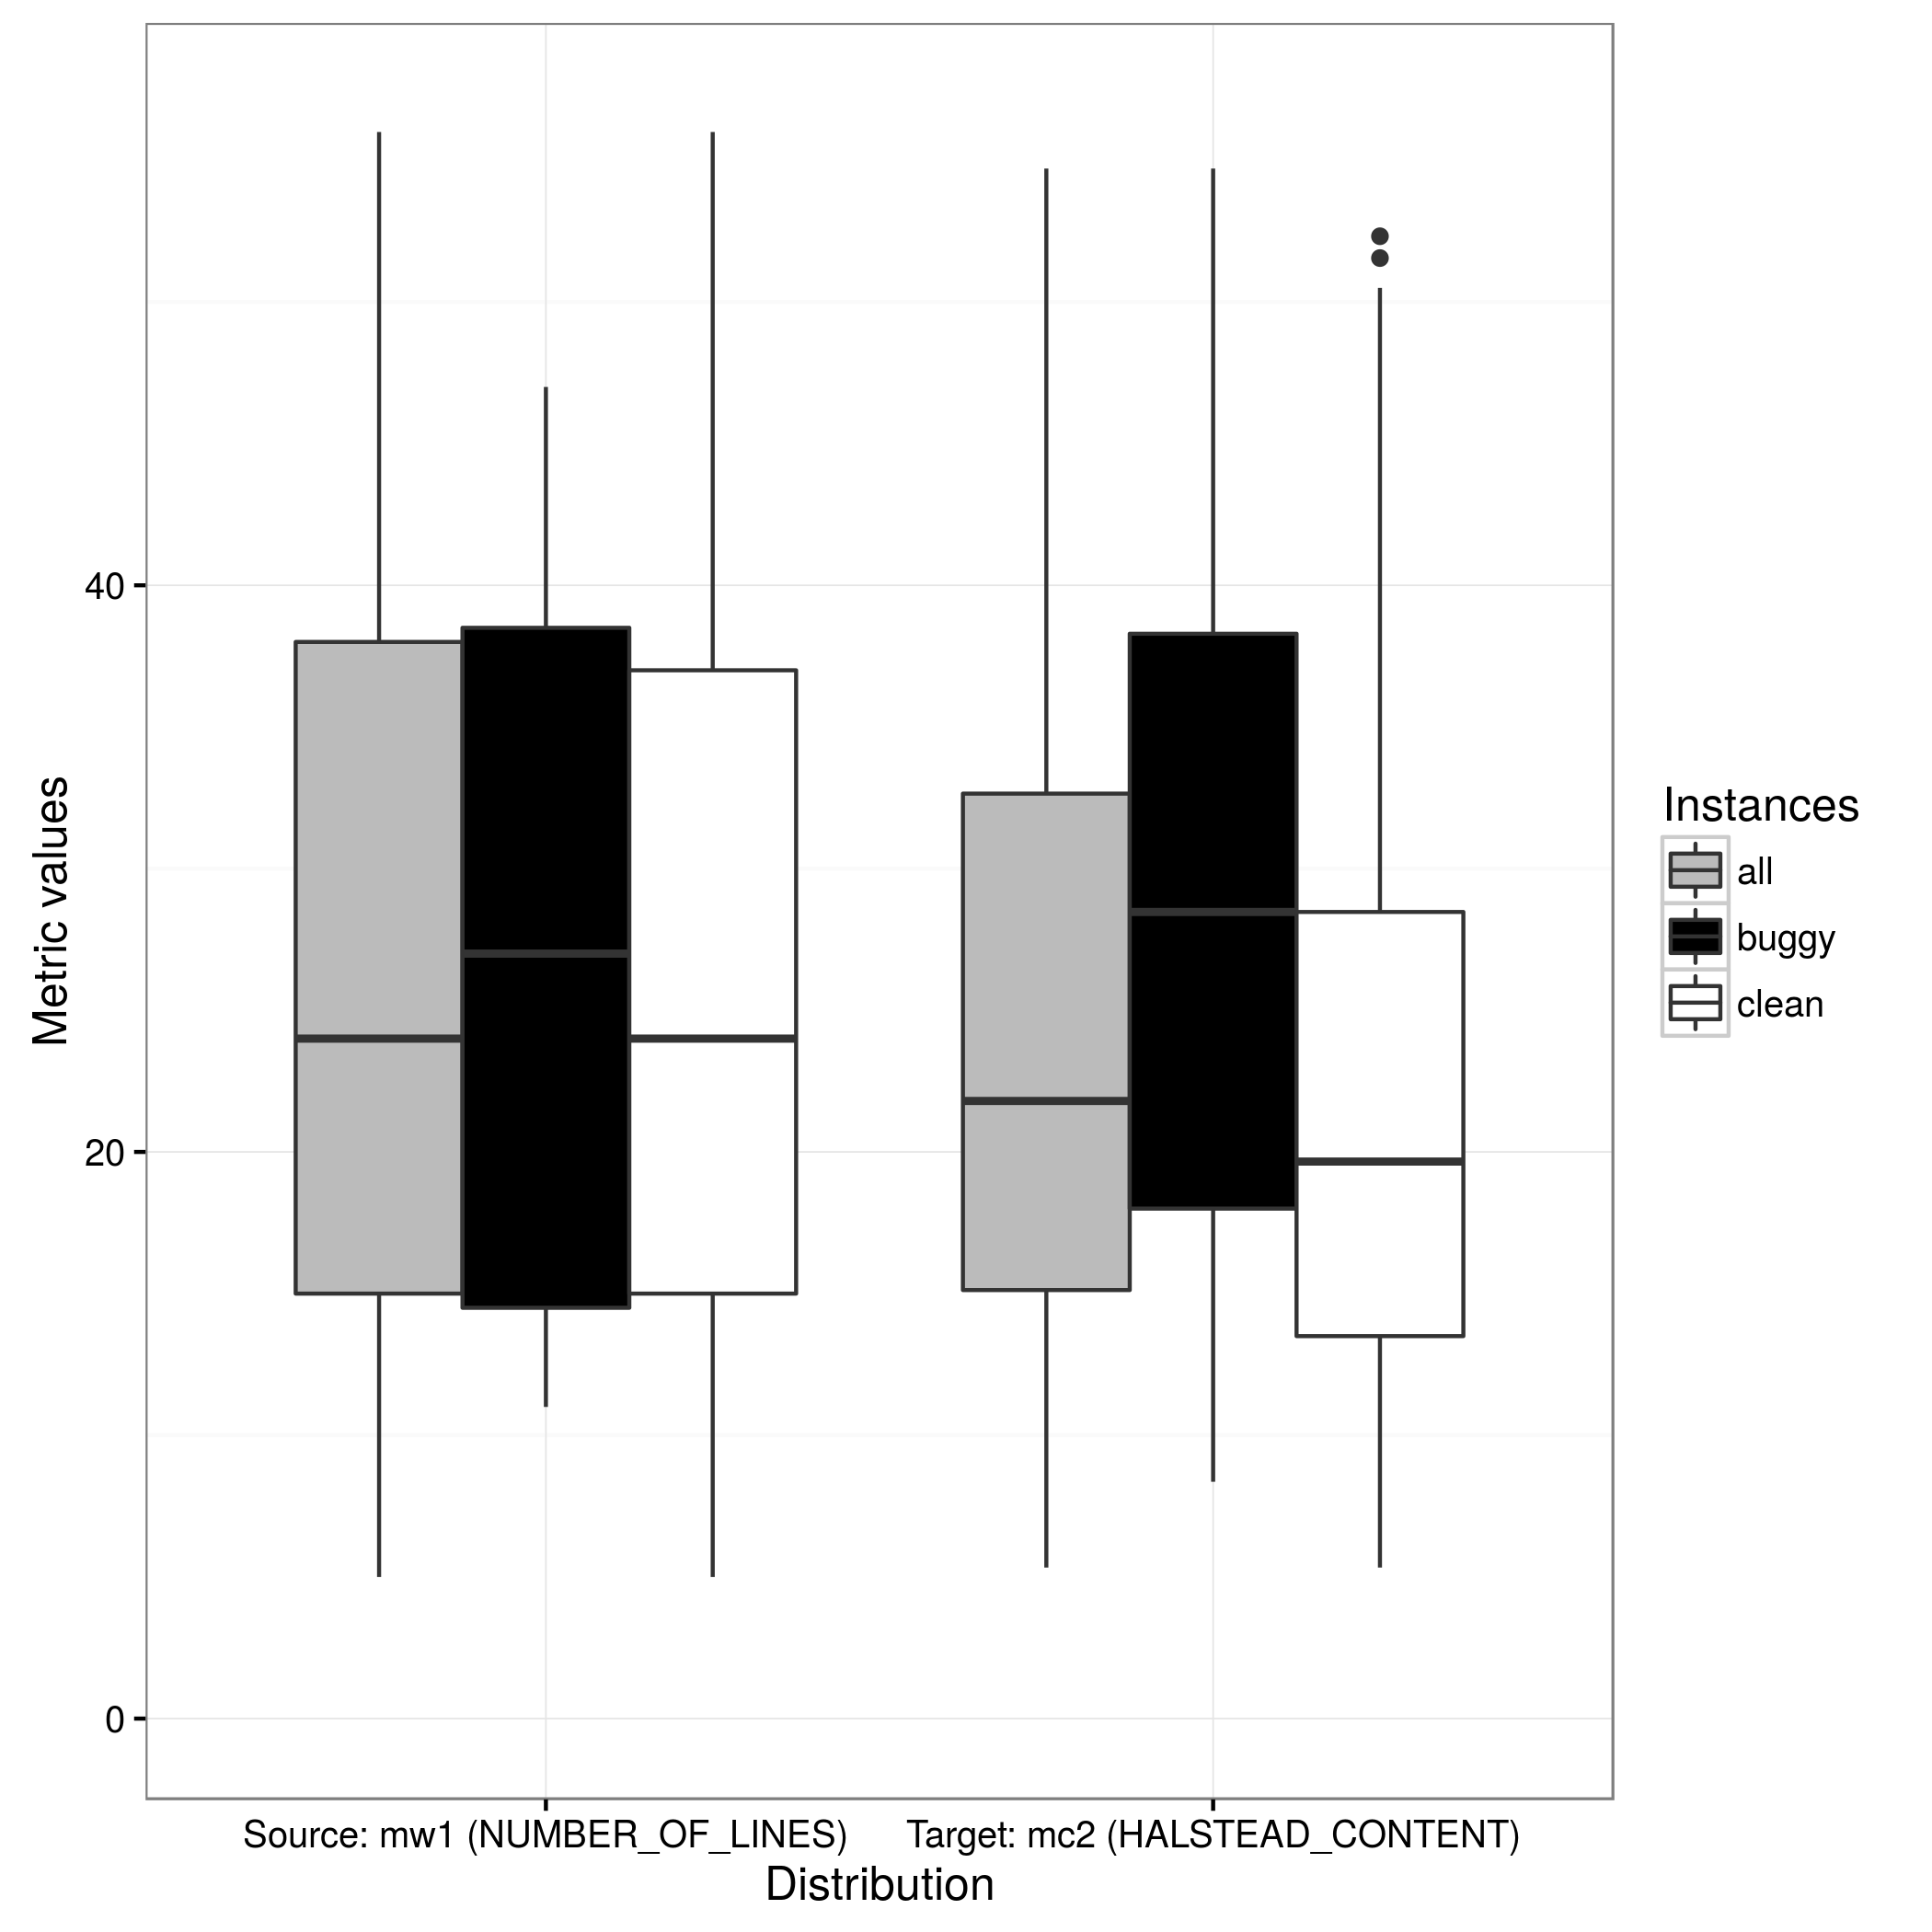 Metric values
40
20
0
Source: mw1 (NUMBER_OF_LINES)
Target: mc2 (HALSTEAD_CONTENT)
Distribution
Instances
all
buggy
clean